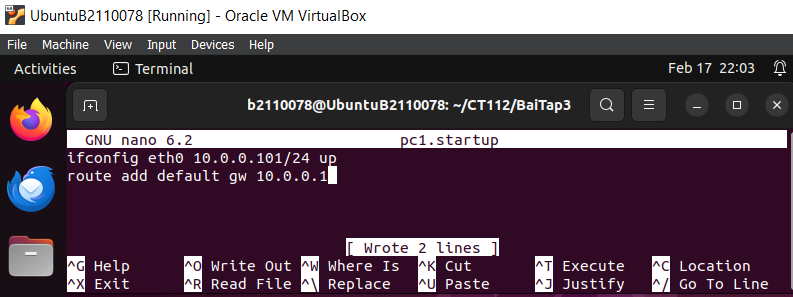 UbuntuB2110078 [Running] - Oracle VM VirtualBox
File Machine View Input Devices Help
Activities Terminal Feb 17 22:03
b2110078@UbuntuB2110078: ~/CT112/BaiTap3
GNU nano 6.2 pc1.startup
ifconfig eth0 10.0.0.101/24 up
route add default gw 10.0.0.1
[ Wrote 2 lines ]
^G Help ^O Write Out ^W Where Is ^K Cut ^T Execute ^C Location
^X Exit ^R Read File ^\ Replace ^U Paste ^J Justify ^/ Go To Line